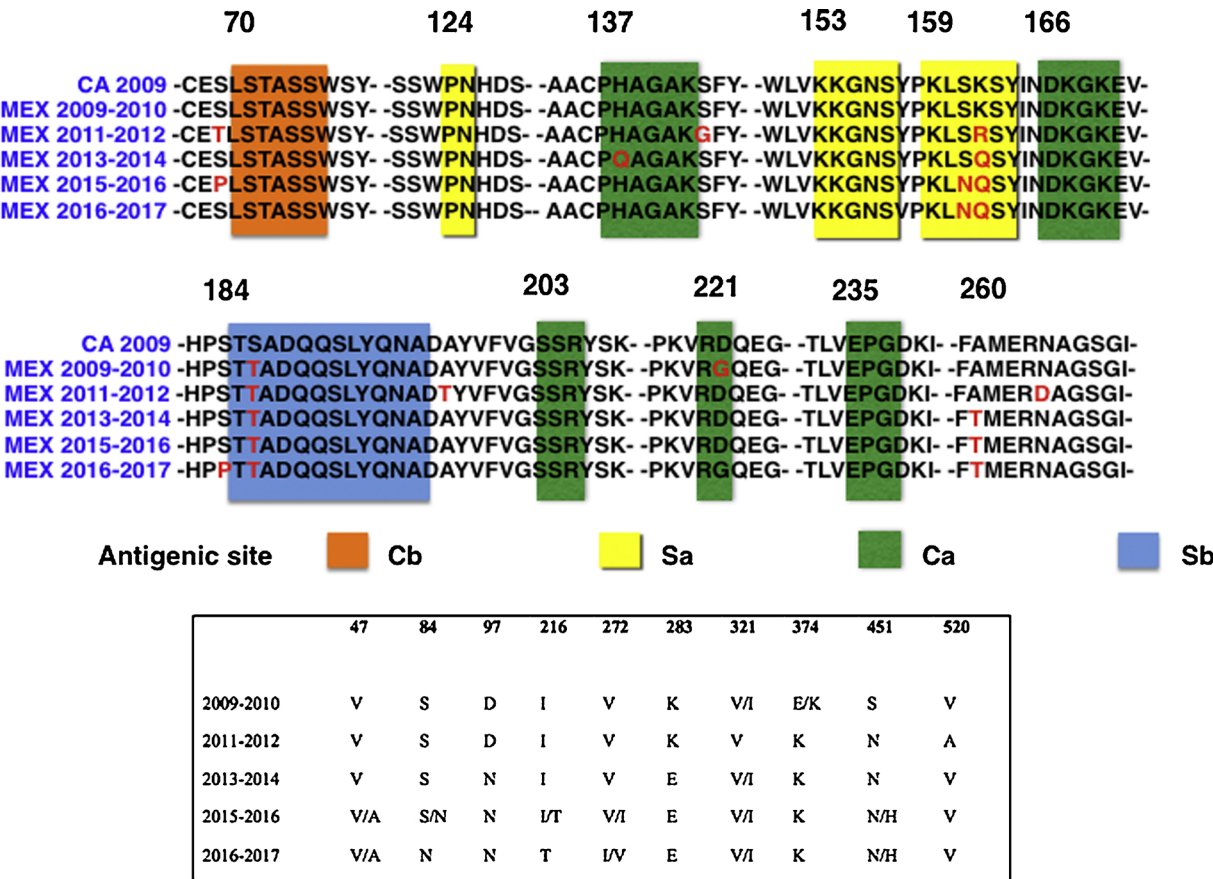 70 124 137 153 159 166
CA 2009 -CESLSTASSWSY- -SSWPNHDS- -AACPHAGAKSFY- -WLVKKGNSYPKLSKSYINDKGKEV-
MEX 2009-2010 -CESLSTASSWSY- -SSWPNHDS- -AACPHAGAKSFY- -WLVKKGNSYPKLSKSYINDKGKEV-
MEX 2011-2012 -CETLSTASSWSY- -SSWPNHDS- -AACPHAGAKGFY- -WLVKKGNSYPKLSRSYINDKGKEV-
MEX 2013-2014 -CESLSTASSWSY- -SSWPNHDS- -AACPQAGAKSFY- -WLVKKGNSYPKLSQSYINDKGKEV-
MEX 2015-2016 -CEPLSTASSWSY- -SSWPNHDS- -AACPHAGAKSFY- -WLVKKGNSYPKLNQSYINDKGKEV-
MEX 2016-2017 -CESLSTASSWSY- -SSWPNHDS-- AACPHAGAKSFY- -WLVKKGNSVPKLNQSYINDKGKEV-
184 203 221 235 260
CA 2009 -HPSTSADQQSLYQNADAYVFVGSSRYSK- -PKVRDQEG- -TLVEPGDKI- -FAMERNAGSGI-
MEX 2009-2010 -HPSTTADQQSLYQNADAYVFVGSSRYSK- -PKVRGQEG- -TLVEPGDKI- -FAMERNAGSGI-
MEX 2011-2012 -HPSTTADQQSLYQNADTYVFVGSSRYSK- -PKVRDQEG- -TLVEPGDKI- -FAMERDAGSGI-
MEX 2013-2014 -HPSTTADQQSLYQNADAYVFVGSSRYSK- -PKVRDQEG- -TLVEPGDKI- -FTMERNAGSGI-
MEX 2015-2016 -HPSTTADQQSLYQNADAYVFVGSSRYSK- -PKVRDQEG- -TLVEPGDKI- -FTMERNAGSGI-
MEX 2016-2017 -HPPTTADQQSLYQNADAYVFVGSSRYSK- -PKVRGQEG- -TLVEPGDKI- -FTMERNAGSGI-
Antigenic site Cb Sa Ca Sb
47 84 97 216 272 283 321 374 451 520
2009-2010 V S D I V K V/I E/K S V
2011-2012 V S D I V K V K N A
2013-2014 V S N I V E V/I K N V
2015-2016 V/A S/N N I/T V/I E V/I K N/H V
2016-2017 V/A N N T I/V E V/I K N/H V